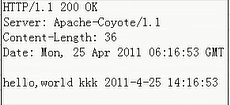 HTTP/1.1 200 OK
Server: Apache-Coyote/1.1
Content-Length: 36
Date: Mon, 25 Apr 2011 06:16:53 GMT
hello,world kkk 2011-4-25 14:16:53